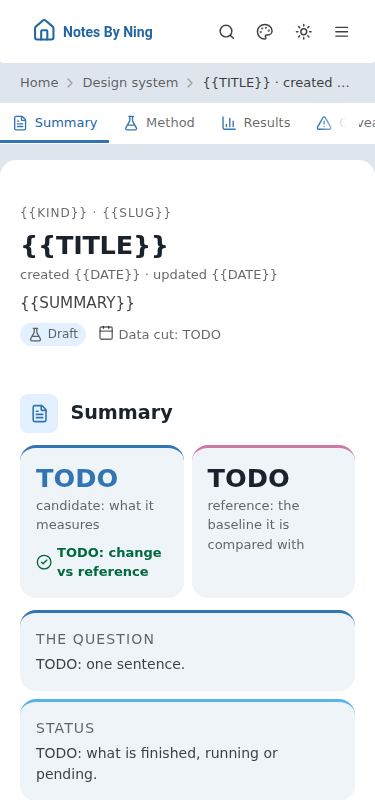 Notes By Ning
Home > Design system > {{TITLE}} · created ...
Summary Method Results
{{KIND}} · {{SLUG}}
{{TITLE}}
created {{DATE}} · updated {{DATE}}
{{SUMMARY}}
Draft Data cut: TODO
Summary
TODO
candidate: what it
measures
TODO: change
vs reference
TODO
reference: the
baseline it is
compared with
THE QUESTION
TODO: one sentence.
STATUS
TODO: what is finished, running or
pending.